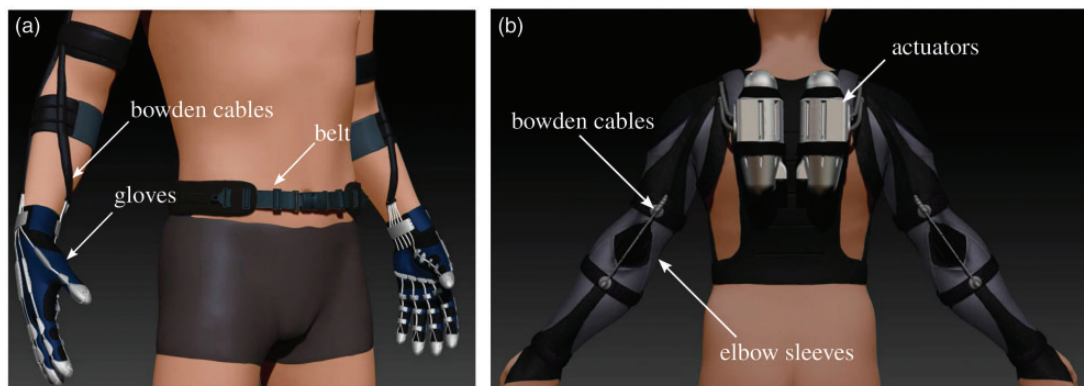 (a)
bowden cables
belt
gloves
(b)
actuators
bowden cables
elbow sleeves